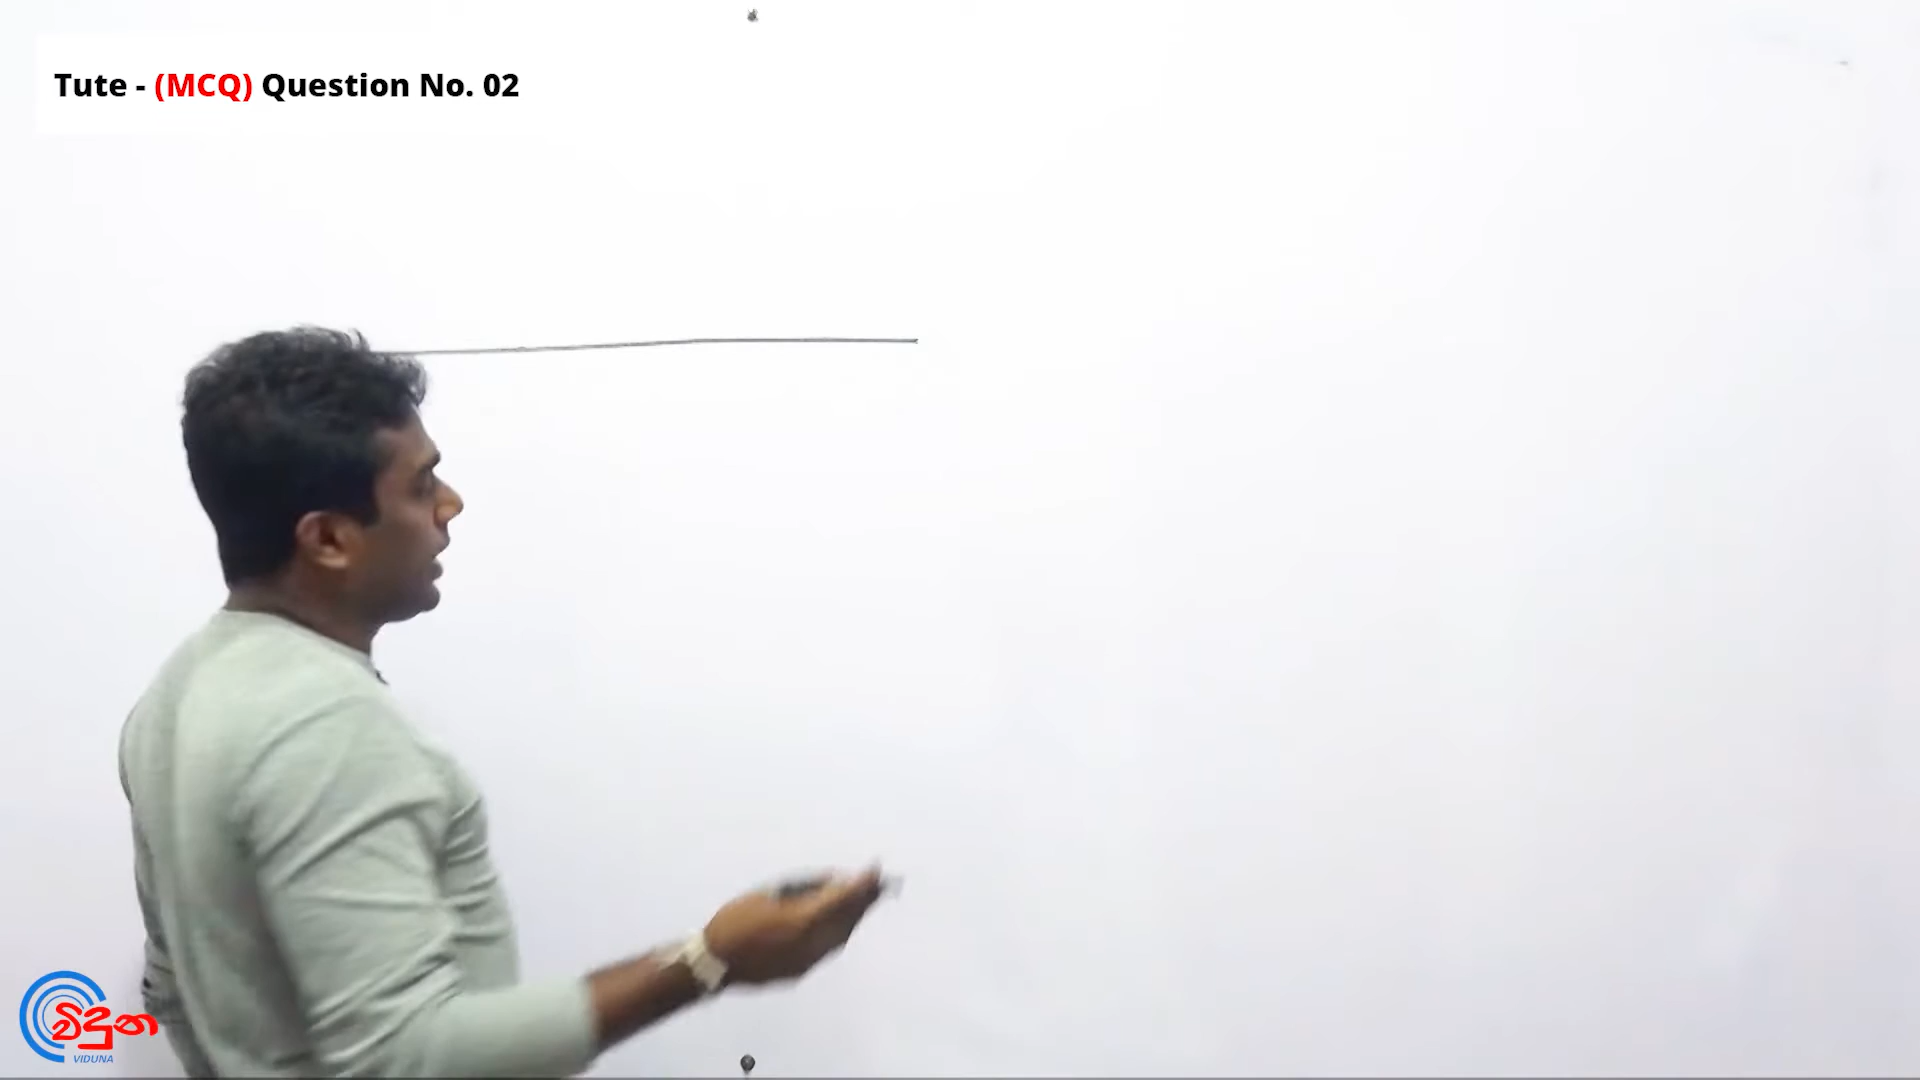 Tute - (MCQ) Question No. 02
විදුන
VIDUNA